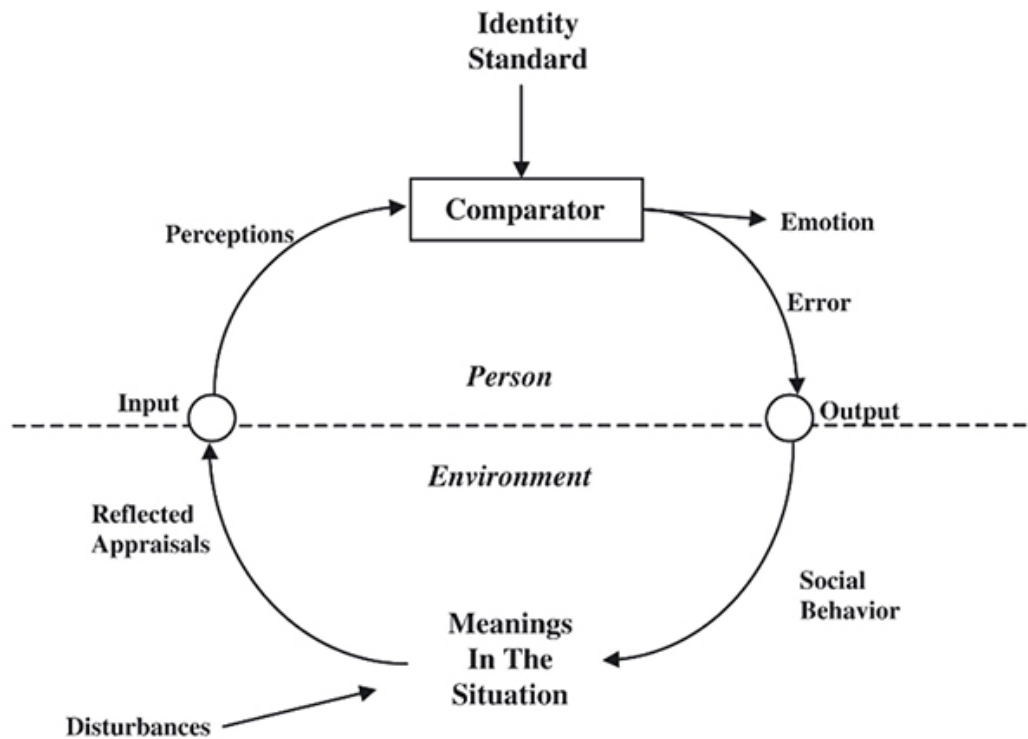 Identity
Standard
Comparator
Perceptions
Emotion
Error
Person
Input
Output
Environment
Reflected
Appraisals
Social
Behavior
Meanings
In The
Situation
Disturbances